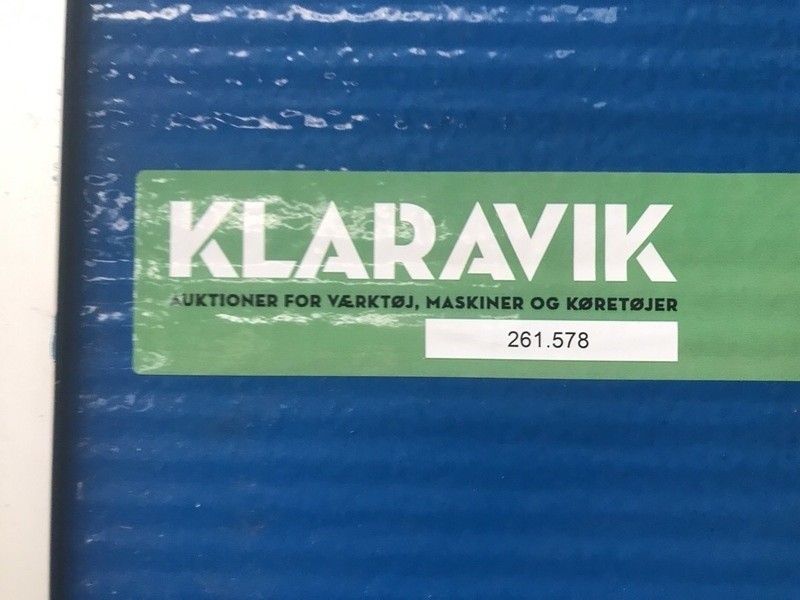 KLARAVIK
AUKTIONER FOR VÆRKTØJ, MASKINER OG KØRETØJER
261.578